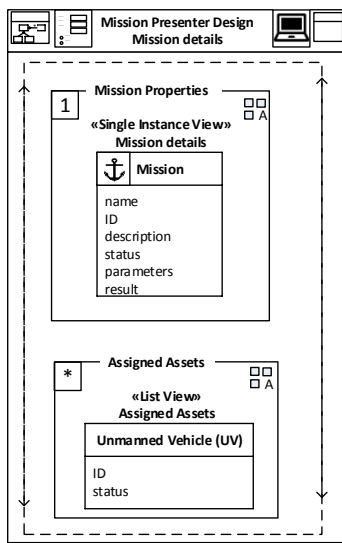 Mission Presenter Design
Mission details
Mission Properties
1
A
«Single Instance View»
Mission details
Mission
name
ID
description
status
parameters
result
Assigned Assets
*
A
«List View»
Assigned Assets
Unmanned Vehicle (UV)
ID
status